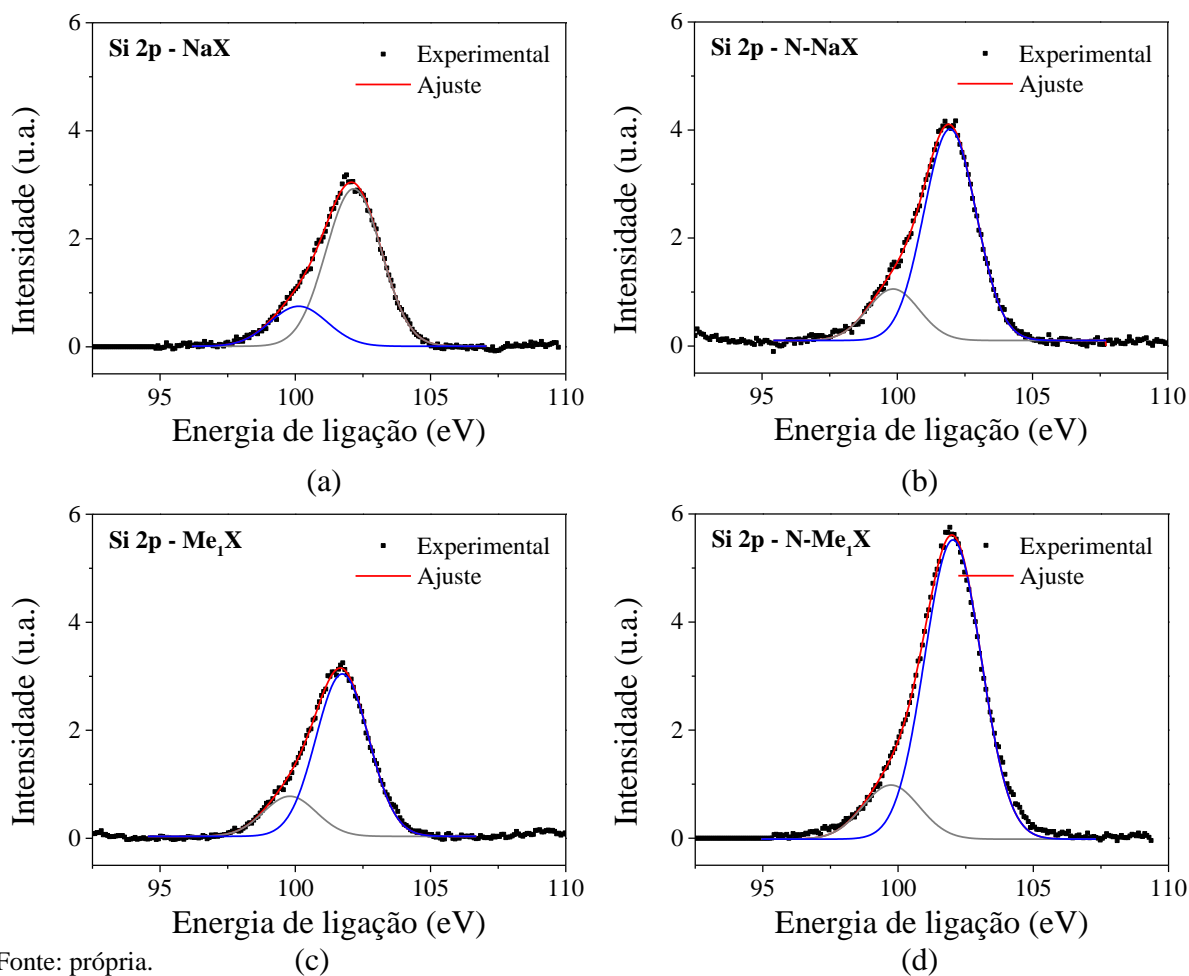 Si 2p - NaX
Experimental
Ajuste
Intensidade (u.a.)
6
4
2
0
95 100 105 110
Energia de ligação (eV)
(a)
Si 2p - N-NaX
Experimental
Ajuste
Intensidade (u.a.)
6
4
2
0
95 100 105 110
Energia de ligação (eV)
(b)
Si 2p - Me₁X
Experimental
Ajuste
Intensidade (u.a.)
6
4
2
0
95 100 105 110
Energia de ligação (eV)
(c)
Si 2p - N-Me₁X
Experimental
Ajuste
Intensidade (u.a.)
6
4
2
0
95 100 105 110
Energia de ligação (eV)
(d)
Fonte: própria.